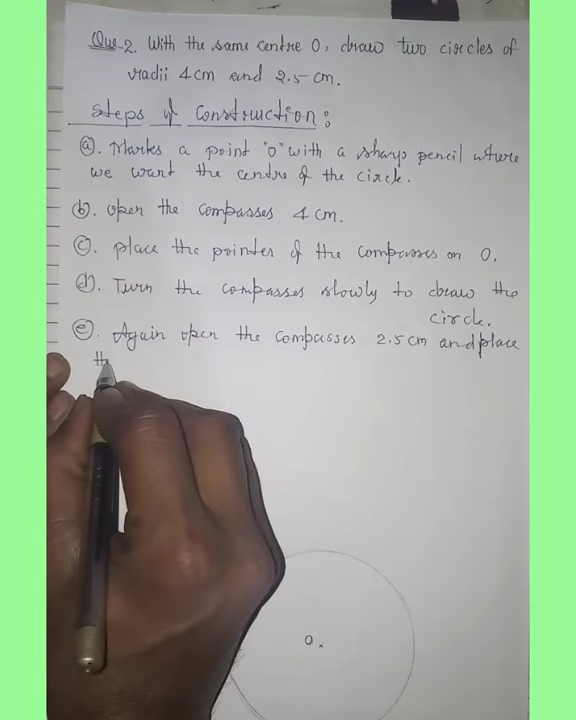 Que-2. With the same centre O, draw two circles of
radii 4cm and 2.5 cm.
Steps of Construction:
(a). Marks a point "O" with a sharp pencil where
we want the centre of the circle.
(b). open the compasses 4 cm.
(c). place the pointer of the compasses on O.
(d). Turn the compasses slowly to draw the
circle.
(e). Again open the compasses 2.5 cm and place
th
O